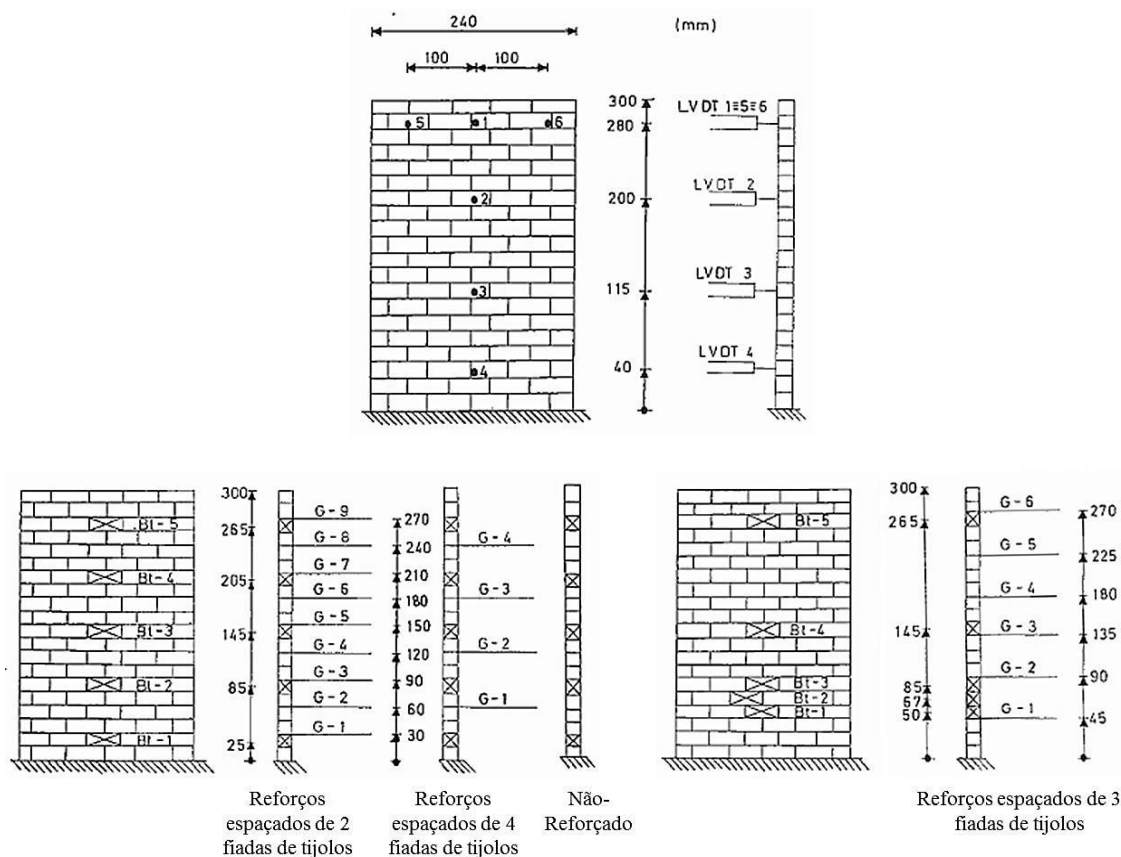 240
(mm)
100 100
5 1 6
2
3
4
300
280
200
115
40
LVDT 1≡5≡6
LVDT 2
LVDT 3
LVDT 4
Bt-5
Bt-4
Bt-3
Bt-2
Bt-1
300
265
205
145
85
25
G-9
G-8
G-7
G-6
G-5
G-4
G-3
G-2
G-1
270
240
210
180
150
120
90
60
30
G-4
G-3
G-2
G-1
Bt-5
Bt-4
Bt-3
Bt-2
Bt-1
300
265
145
85
67
50
G-6
G-5
G-4
G-3
G-2
G-1
270
225
180
135
90
45
Reforços
espaçados de 2
fiadas de tijolos
Reforços
espaçados de 4
fiadas de tijolos
Não-
Reforçado
Reforços espaçados de 3
fiadas de tijolos